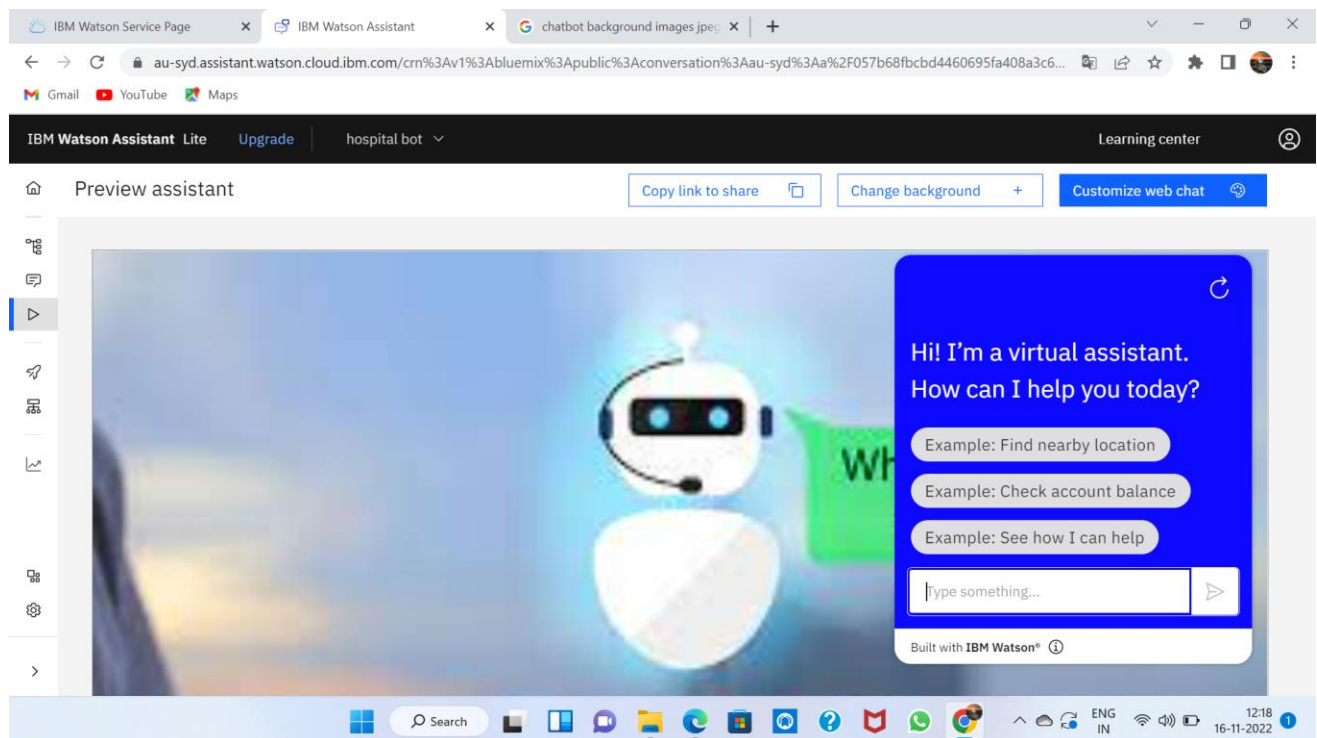 IBM Watson Service Page
IBM Watson Assistant
chatbot background images jpeg
au-syd.assistant.watson.cloud.ibm.com/crn%3Av1%3Abluemix%3Apublic%3Aconversation%3Aau-syd%3Aa%2F057b68fbcbd4460695fa408a3c6...
Gmail YouTube Maps
IBM Watson Assistant Lite Upgrade hospital bot Learning center
Preview assistant Copy link to share Change background + Customize web chat
Hi! I'm a virtual assistant.
How can I help you today?
Wh
Example: Find nearby location
Example: Check account balance
Example: See how I can help
Type something...
Built with IBM Watson®
Search
ENG
IN
12:18
16-11-2022
1